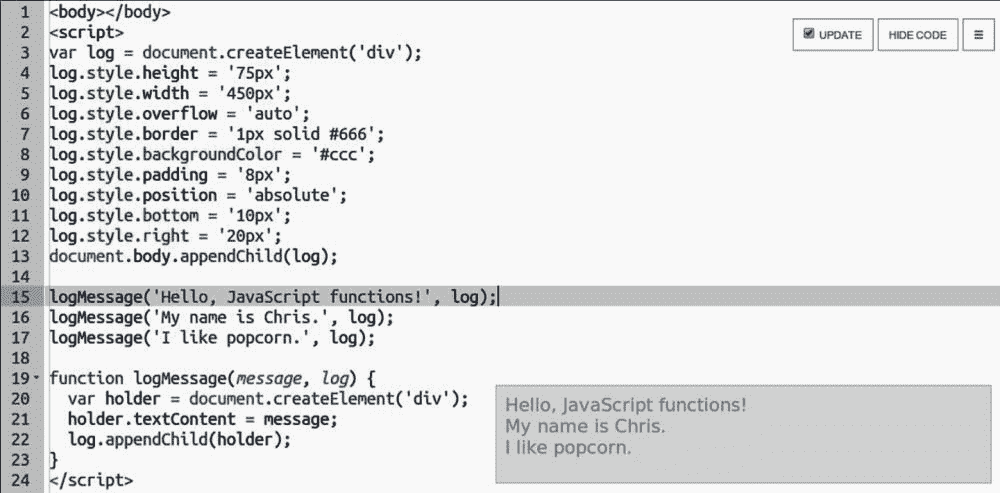 1 <body></body>
2 <script>
3 var log = document.createElement('div');
4 log.style.height = '75px';
5 log.style.width = '450px';
6 log.style.overflow = 'auto';
7 log.style.border = '1px solid #666';
8 log.style.backgroundColor = '#ccc';
9 log.style.padding = '8px';
10 log.style.position = 'absolute';
11 log.style.bottom = '10px';
12 log.style.right = '20px';
13 document.body.appendChild(log);
14
15 logMessage('Hello, JavaScript functions!', log);
16 logMessage('My name is Chris.', log);
17 logMessage('I like popcorn.', log);
18
19 function logMessage(message, log) {
20   var holder = document.createElement('div');
21   holder.textContent = message;
22   log.appendChild(holder);
23 }
24 </script>
UPDATE HIDE CODE ≡
Hello, JavaScript functions!
My name is Chris.
I like popcorn.